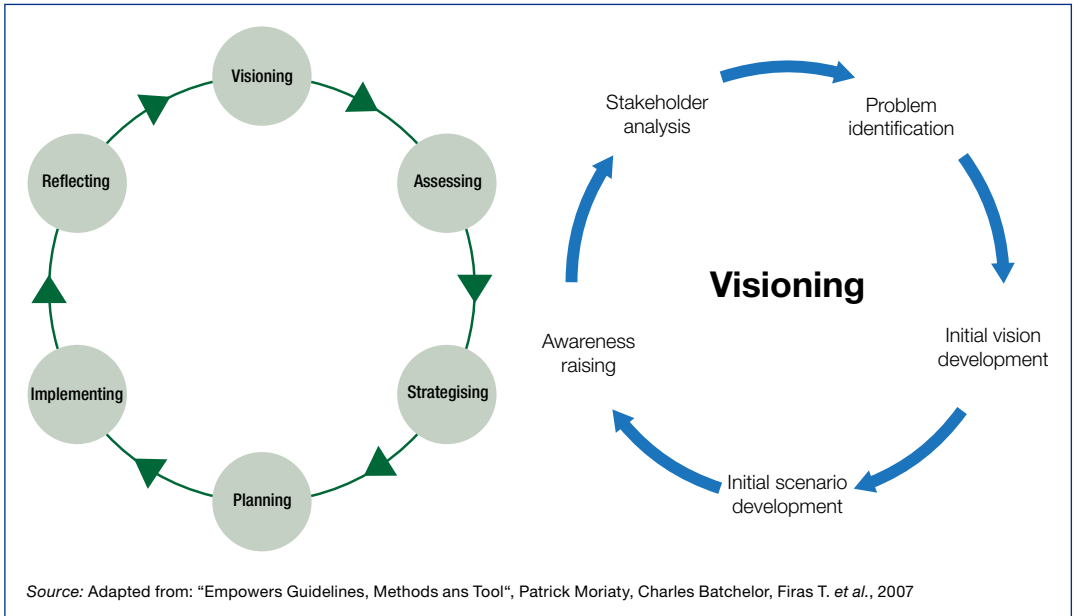 Visioning
Assessing
Strategising
Planning
Implementing
Reflecting
Stakeholder
analysis
Problem
identification
Visioning
Initial vision
development
Initial scenario
development
Awareness
raising
Source: Adapted from: “Empowers Guidelines, Methods ans Tool“, Patrick Moriaty, Charles Batchelor, Firas T. et al., 2007